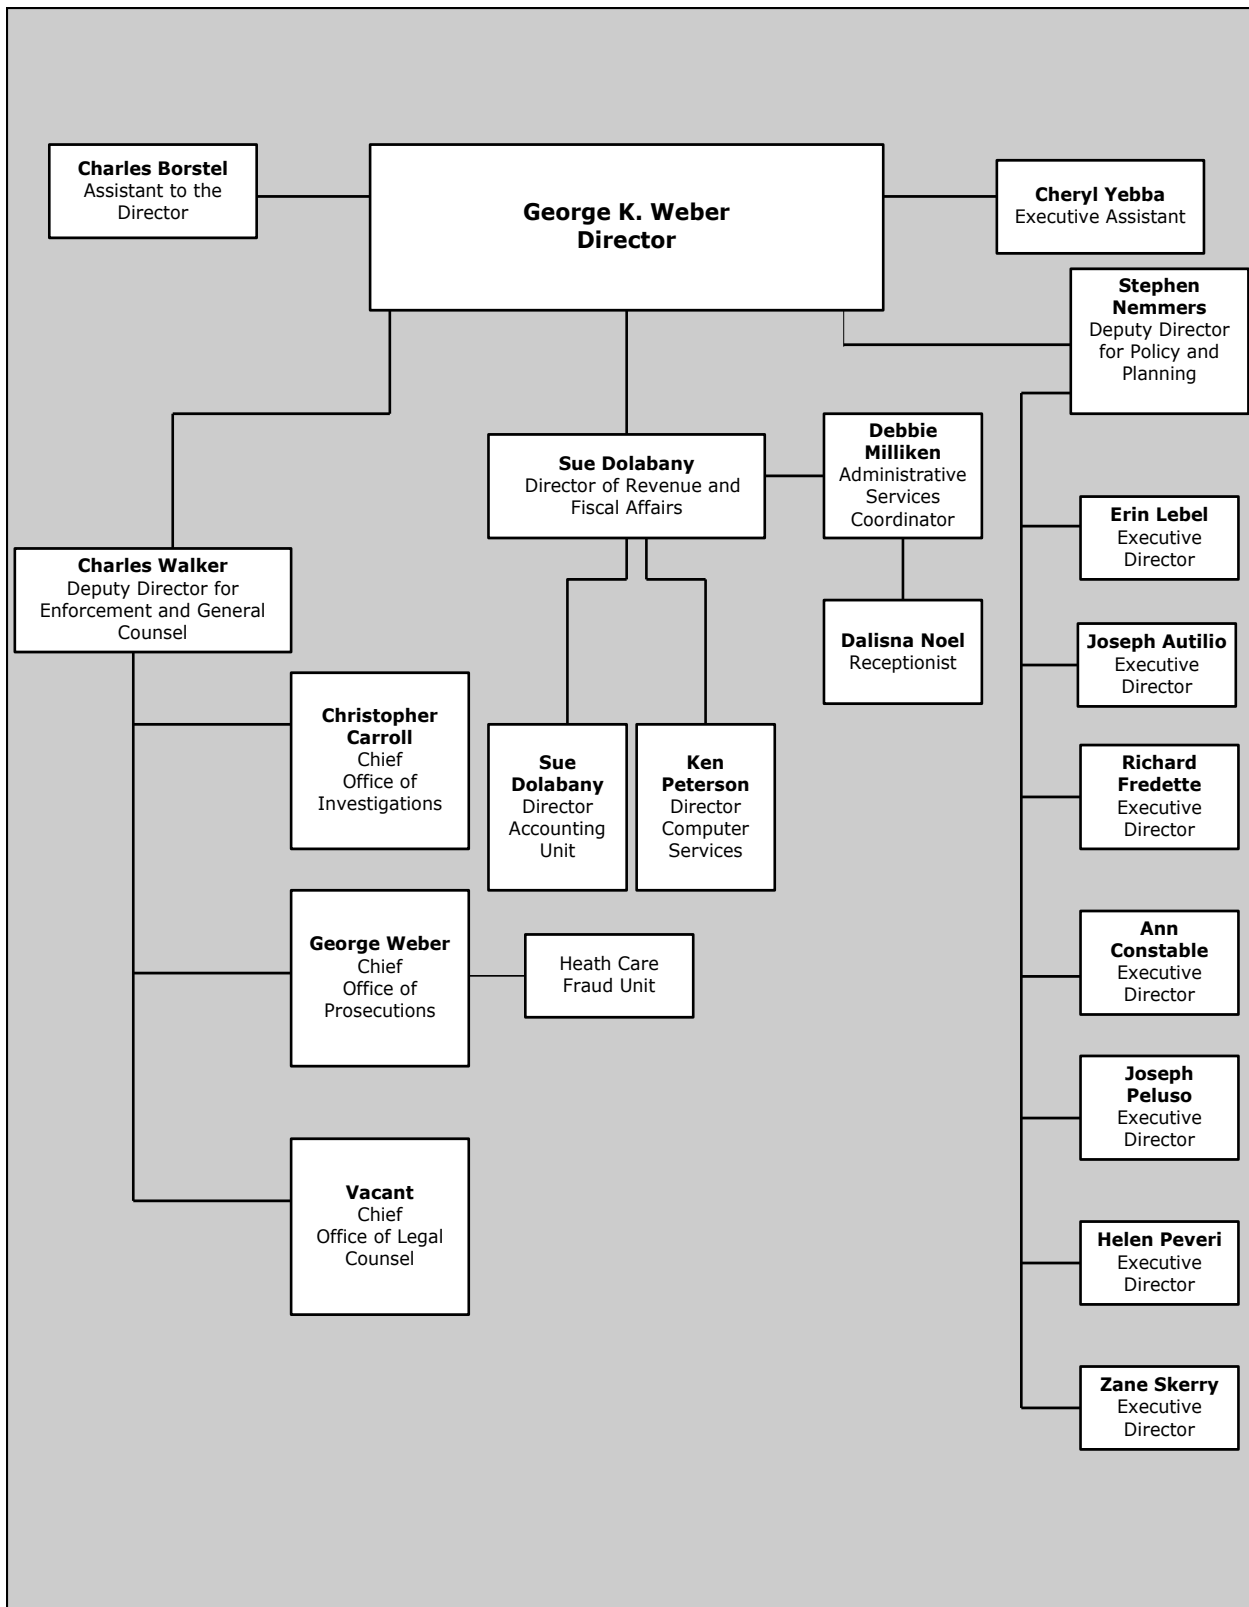 Charles Borstel
Assistant to the
Director
George K. Weber
Director
Cheryl Yebba
Executive Assistant
Stephen
Nemmers
Deputy Director
for Policy and
Planning
Sue Dolabany
Director of Revenue and
Fiscal Affairs
Debbie
Milliken
Administrative
Services
Coordinator
Dalisna Noel
Receptionist
Charles Walker
Deputy Director for
Enforcement and General
Counsel
Christopher
Carroll
Chief
Office of
Investigations
Sue
Dolabany
Director
Accounting
Unit
Ken
Peterson
Director
Computer
Services
George Weber
Chief
Office of
Prosecutions
Heath Care
Fraud Unit
Vacant
Chief
Office of Legal
Counsel
Erin Lebel
Executive
Director
Joseph Autilio
Executive
Director
Richard
Fredette
Executive
Director
Ann
Constable
Executive
Director
Joseph
Peluso
Executive
Director
Helen Peveri
Executive
Director
Zane Skerry
Executive
Director